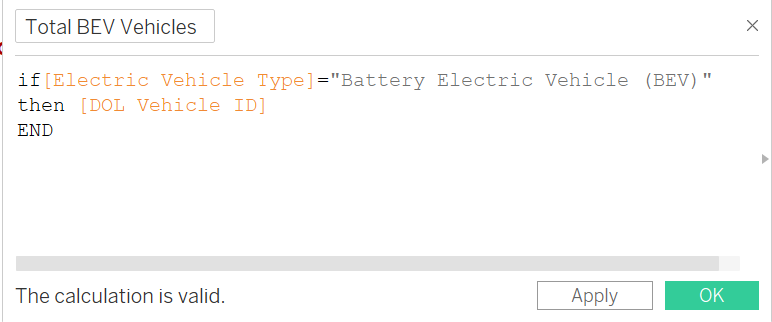 Total BEV Vehicles
if[Electric Vehicle Type]="Battery Electric Vehicle (BEV)"
then [DOL Vehicle ID]
END
The calculation is valid.
Apply
OK